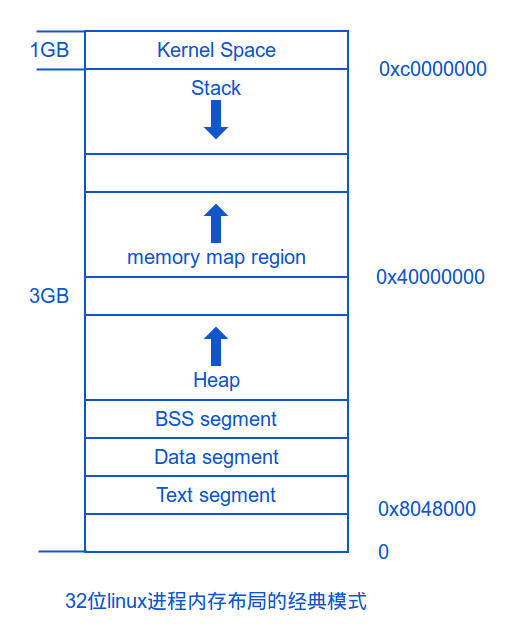 1GB
Kernel Space
0xc0000000
Stack
memory map region
0x40000000
3GB
Heap
BSS segment
Data segment
Text segment
0x8048000
0
32位linux进程内存布局的经典模式